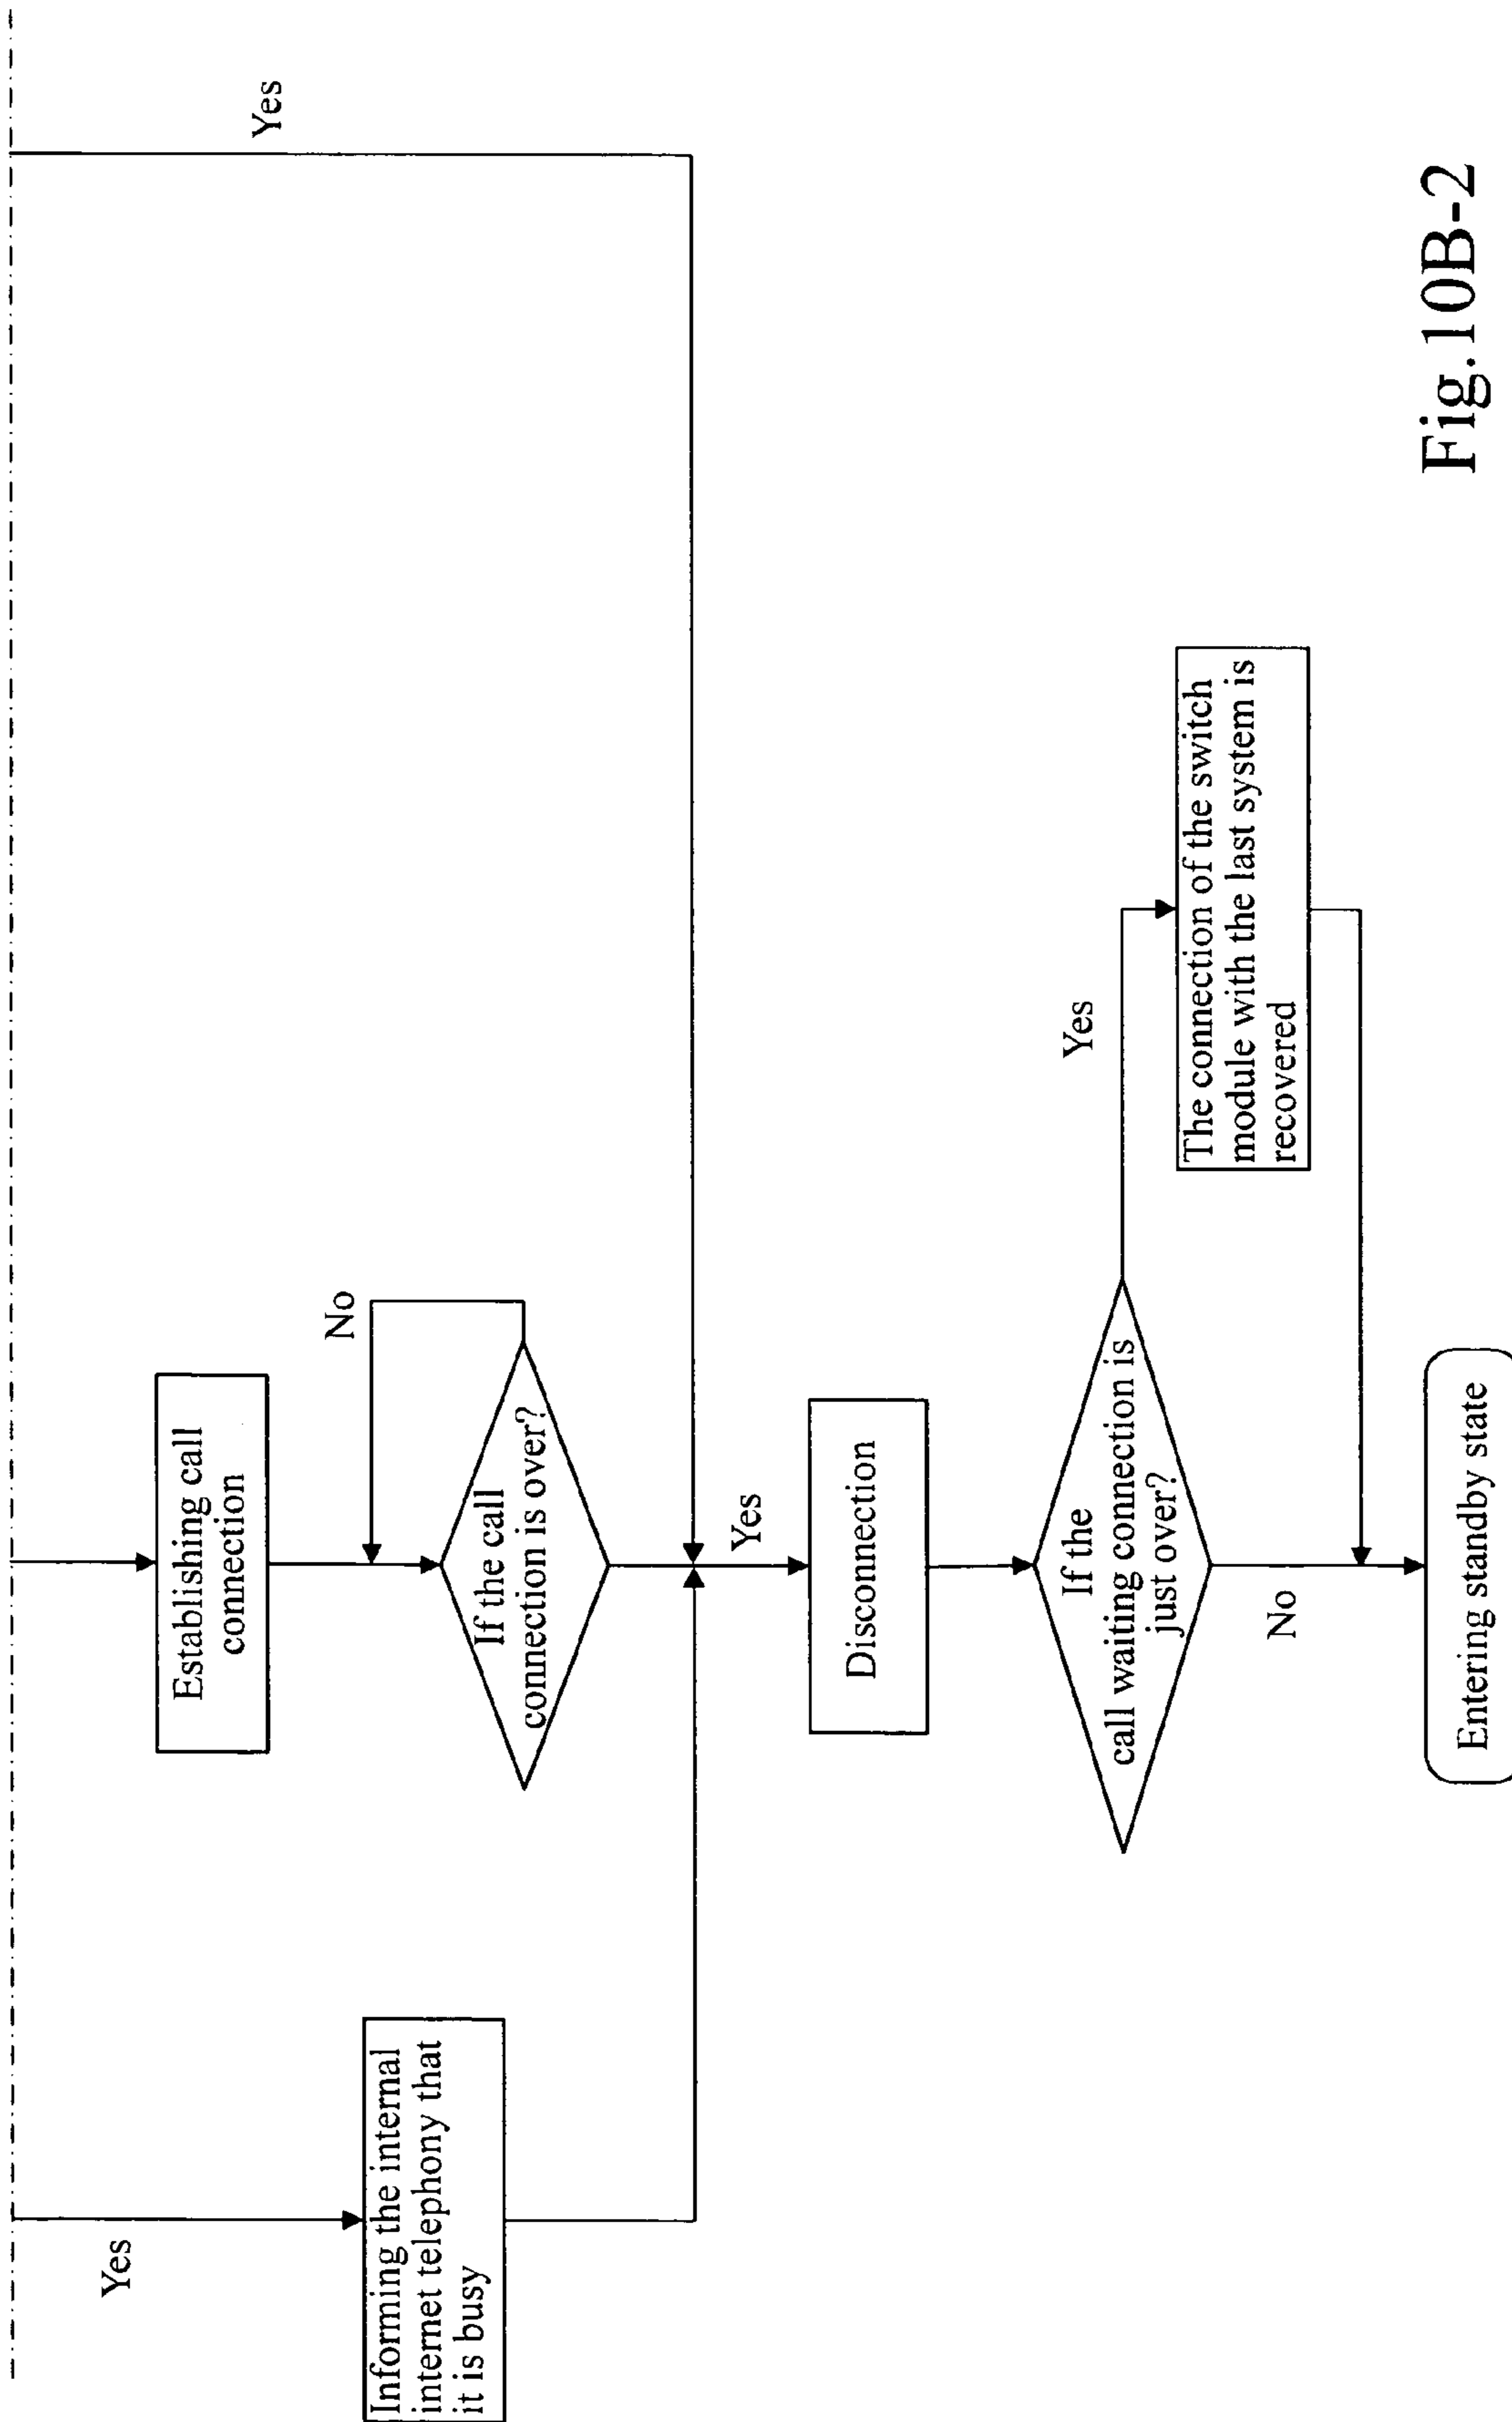 Yes
Yes
Establishing call
connection
No
If the call
connection is over?
Informing the internal
internet telephony that
it is busy
Yes
Disconnection
If the
call waiting connection is
just over?
Yes
The connection of the switch
module with the last system is
recovered
No
Entering standby state
Fig.10B-2